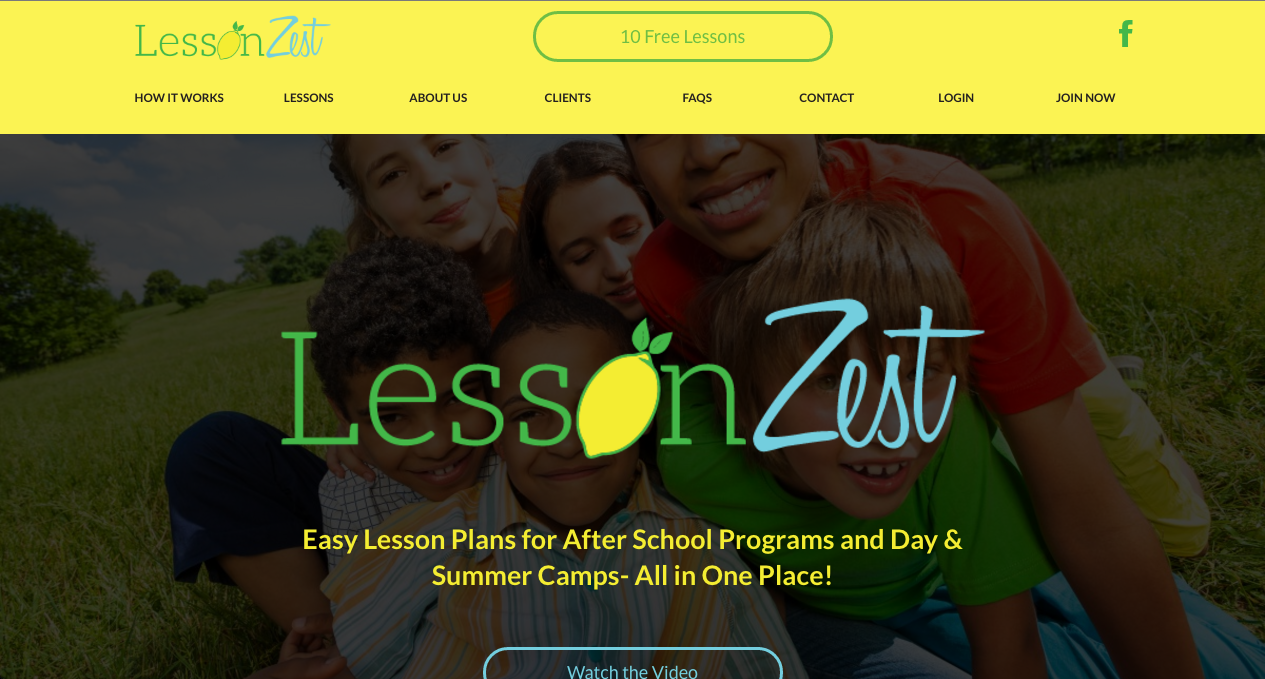 LessonZest
10 Free Lessons
f
HOW IT WORKS
LESSONS
ABOUT US
CLIENTS
FAQS
CONTACT
LOGIN
JOIN NOW
LessonZest
Easy Lesson Plans for After School Programs and Day &
Summer Camps- All in One Place!
Watch the Video